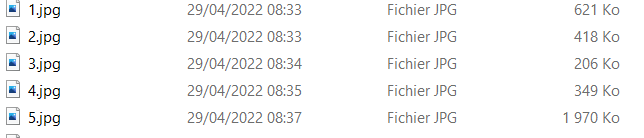 1.jpg 29/04/2022 08:33 Fichier JPG 621 Ko
2.jpg 29/04/2022 08:33 Fichier JPG 418 Ko
3.jpg 29/04/2022 08:34 Fichier JPG 206 Ko
4.jpg 29/04/2022 08:35 Fichier JPG 349 Ko
5.jpg 29/04/2022 08:37 Fichier JPG 1 970 Ko